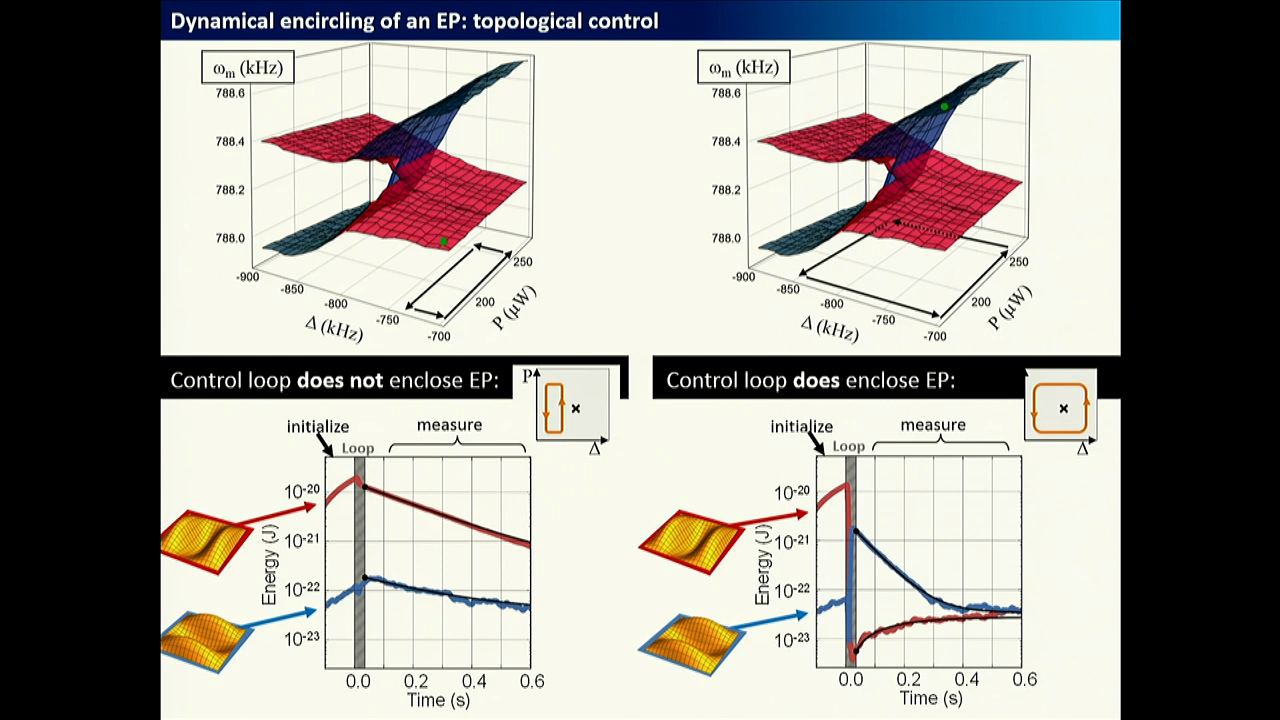 Dynamical encircling of an EP: topological control
ωm (kHz)
788.6
788.4
788.2
788.0
-900
-850
-800
-750
-700
Δ (kHz)
200
250
P (μW)
ωm (kHz)
788.6
788.4
788.2
788.0
-900
-850
-800
-750
-700
Δ (kHz)
200
250
P (μW)
Control loop does not enclose EP:
P
Δ
initialize
Loop
measure
10-20
10-21
10-22
10-23
Energy (J)
0.0 0.2 0.4 0.6
Time (s)
Control loop does enclose EP:
Δ
initialize
Loop
measure
10-20
10-21
10-22
10-23
Energy (J)
0.0 0.2 0.4 0.6
Time (s)